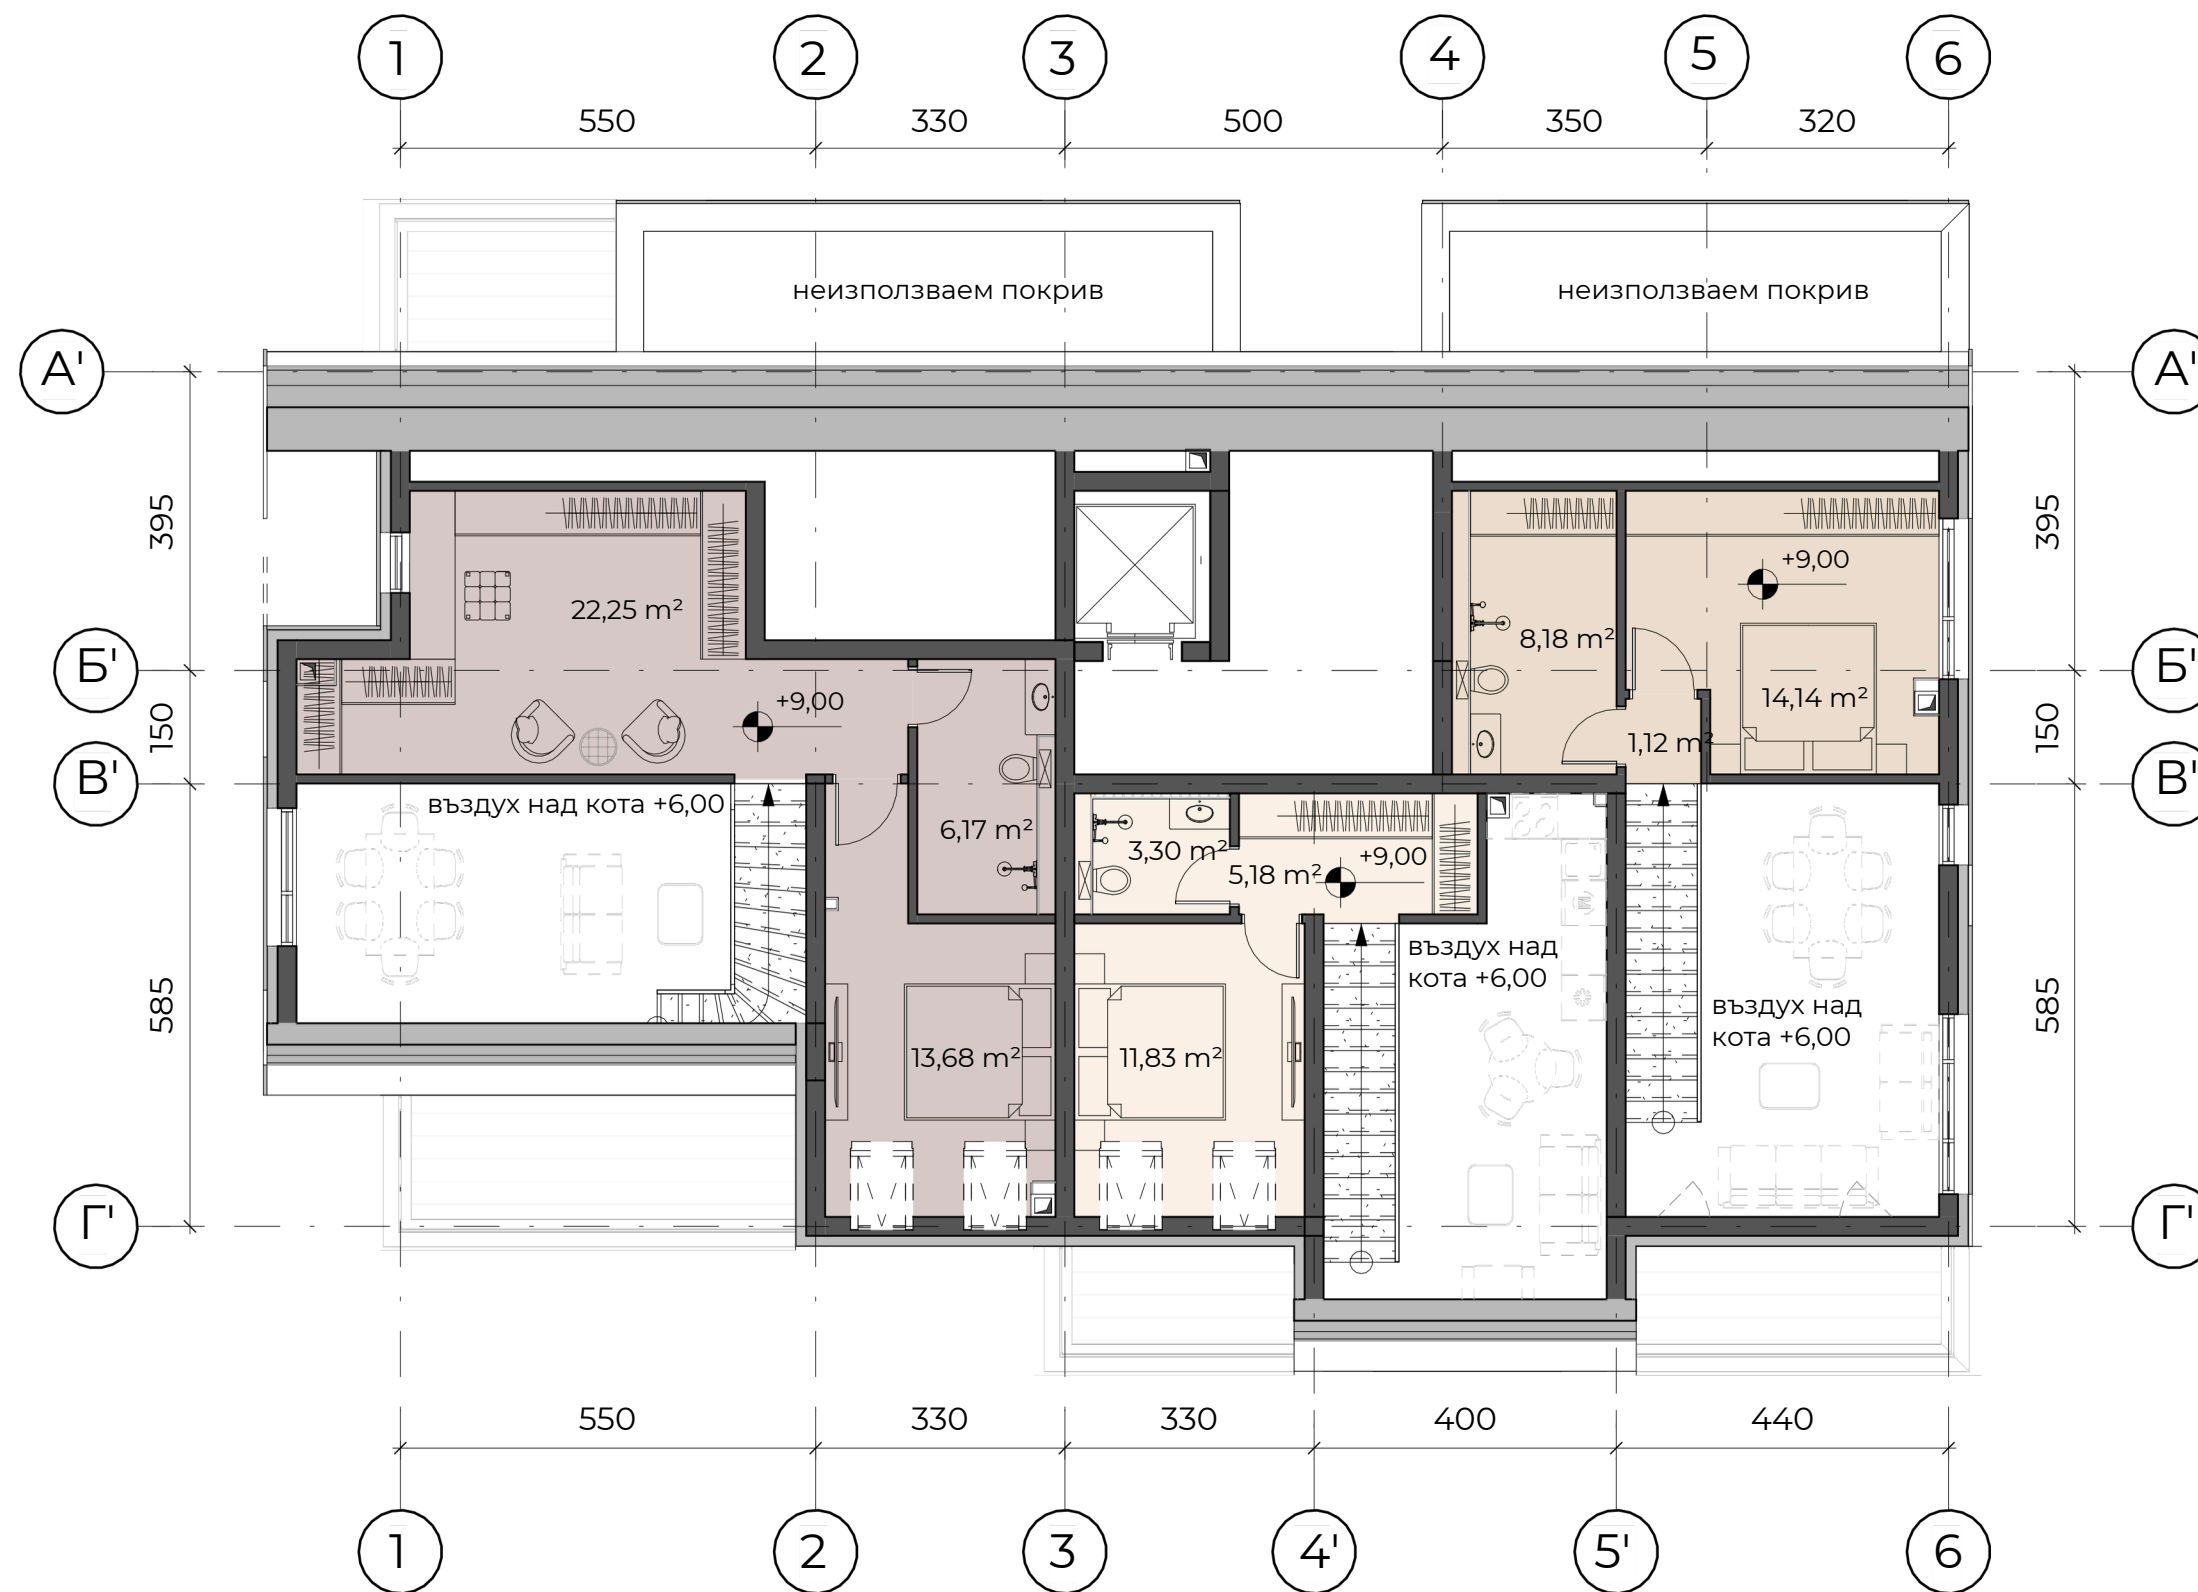 1 2 3 4 5 6
550 330 500 350 320
неизползваем покрив неизползваем покрив
А' А'
395 395
+9,00
22,25 m²
8,18 m²
Б' Б'
+9,00 14,14 m²
150 1,12 m² 150
В' В'
въздух над кота +6,00
6,17 m² 3,30 m² +9,00
5,18 m²
въздух над
кота +6,00
585 585
въздух над
кота +6,00
13,68 m² 11,83 m²
Г' Г'
550 330 330 400 440
1 2 3 4' 5' 6